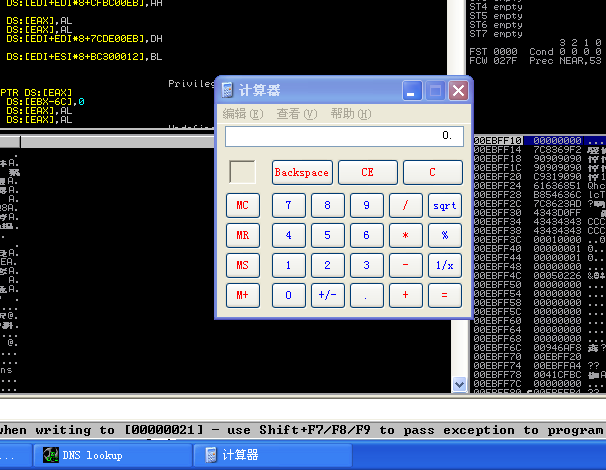 DS:[EDI+EDI*8+CFBC00EB],AH
DS:[EAX],AL
DS:[EAX],AL
DS:[EDI+EDI*8+7CDE00EB],DH
DS:[EDI+ESI*8+BC300012],BL
PTR DS:[EAX]
DS:[EBX-6C],0
DS:[EAX],AL
DS:[EAX],AL
ST4 empty
ST5 empty
ST6 empty
ST7 empty
3 2 1 0
FST 0000 Cond 0 0 0 0
FCW 027F Prec NEAR,53
计算器
编辑(E) 查看(V) 帮助(H)
0.
Backspace CE C
MC 7 8 9 / sqrt
MR 4 5 6 * %
MS 1 2 3 - 1/x
M+ 0 +/- . + =
00EBFF10 00000000 ...
00EBFF14 7C8369F2
00EBFF18 90909090
00EBFF1C 90909090
00EBFF20 C9319090
00EBFF24 61636851 Qhc
00EBFF28 B854636C lcT
00EBFF2C 7C8623AD
00EBFF30 4343D0FF
00EBFF34 43434343 CCC
00EBFF38 43434343 CCC
00EBFF3C 00010000 ..0
00EBFF40 00000001 0..
00EBFF44 00000001 0..
00EBFF48 00000000 ...
00EBFF4C 00050226
00EBFF50 00000000 ...
00EBFF54 00000000 ...
00EBFF58 00000000 ...
00EBFF5C 00000000 ...
00EBFF60 00000000 ...
00EBFF64 00000000 ...
00EBFF68 00000000 ...
00EBFF6C 00946AF8
00EBFF70 00EBFF20
00EBFF74 00EBFFA4 ??
00EBFF78 0041CFBC
00EBFF7C 00000000 ...
when writing to [00000021] - use Shift+F7/F8/F9 to pass exception to program
... DNS lookup 计算器